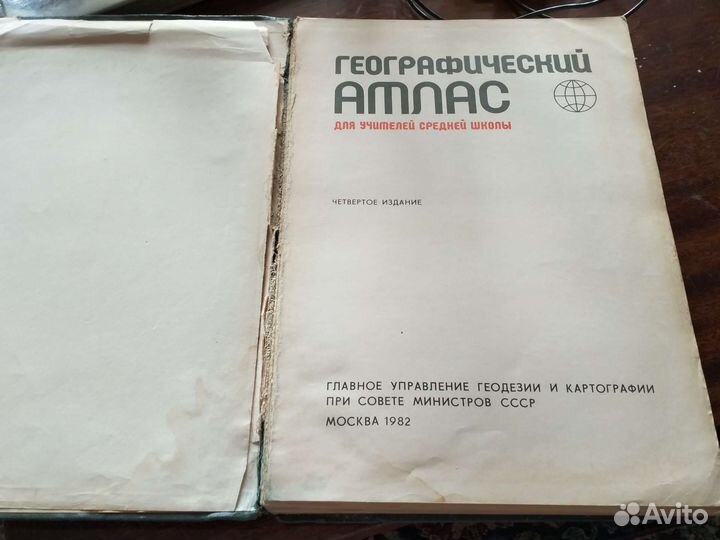 ГЕОГРАФИЧЕСКИЙ
АТЛАС
ДЛЯ УЧИТЕЛЕЙ СРЕДНЕЙ ШКОЛЫ
ЧЕТВЕРТОЕ ИЗДАНИЕ
ГЛАВНОЕ УПРАВЛЕНИЕ ГЕОДЕЗИИ И КАРТОГРАФИИ
ПРИ СОВЕТЕ МИНИСТРОВ СССР
МОСКВА 1982
Avito